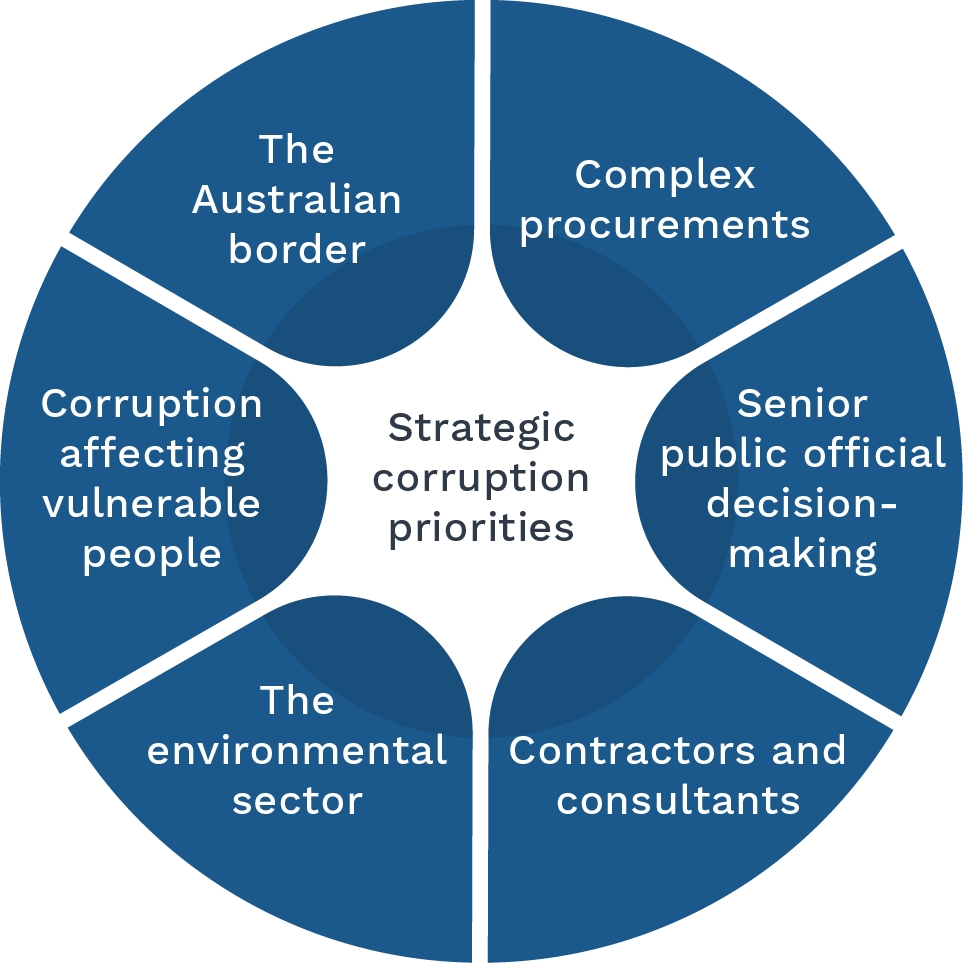 The
Australian
border
Complex
procurements
Corruption
affecting
vulnerable
people
Strategic
corruption
priorities
Senior
public official
decision-
making
The
environmental
sector
Contractors and
consultants